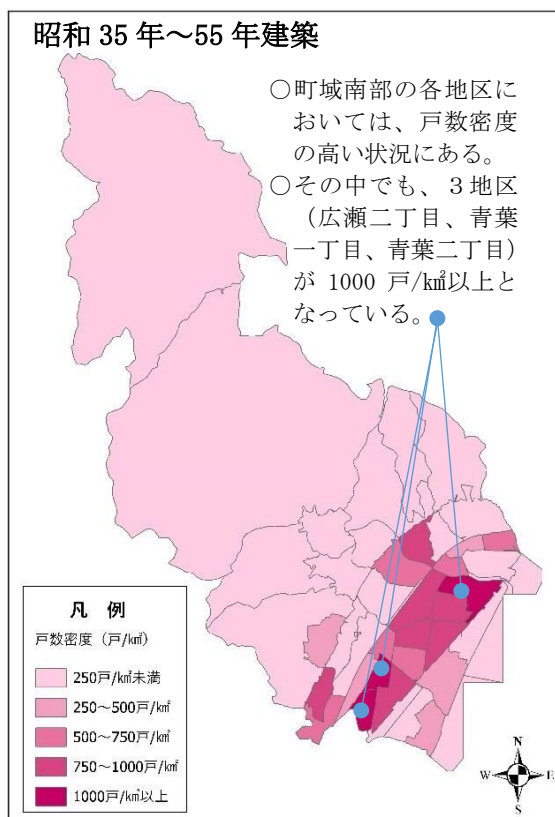 昭和 35 年～55 年建築
○町域南部の各地区に
おいては、戸数密度
の高い状況にある。
○その中でも、３地区
（広瀬二丁目、青葉
一丁目、青葉二丁目）
が 1000 戸/㎢以上と
なっている。
凡 例
戸数密度（戸/㎢）
250戸/㎢未満
250～500戸/㎢
500～750戸/㎢
750～1000戸/㎢
1000戸/㎢以上
N
W E
S